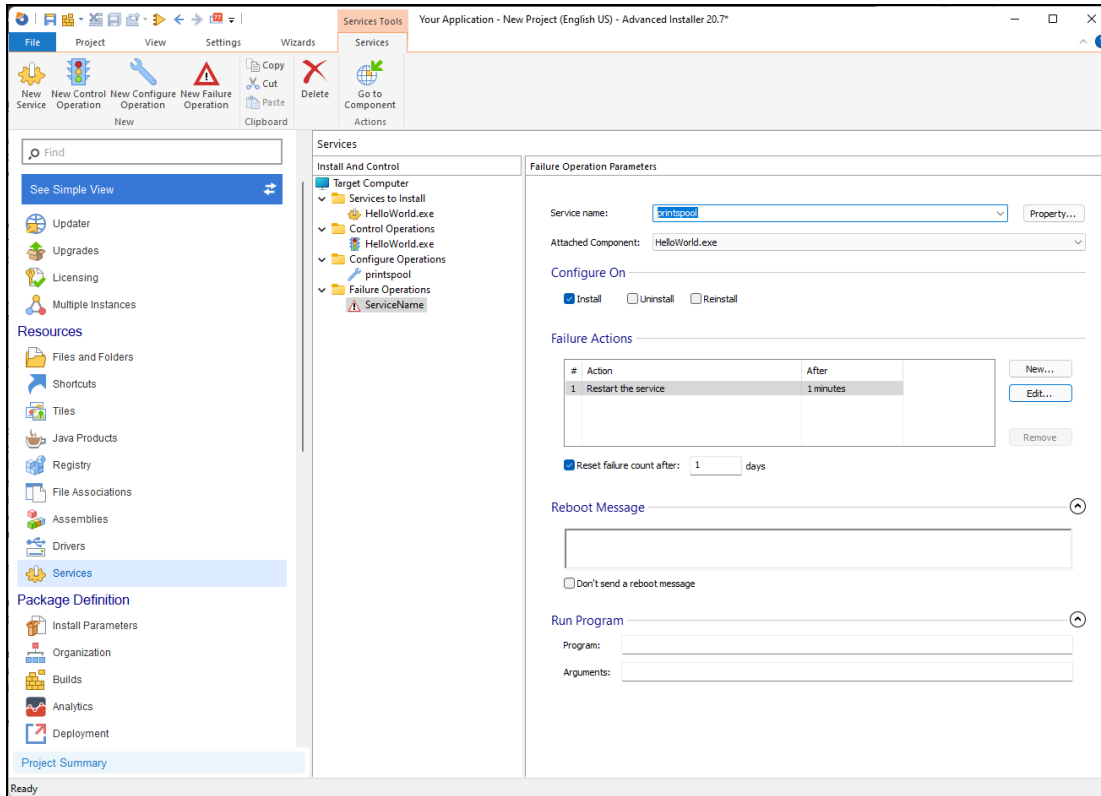 Services Tools
Your Application - New Project (English US) - Advanced Installer 20.7*
File Project View Settings Wizards Services
New Service
New Control Operation
New Configure Operation
New Failure Operation
New
Copy
Cut
Paste
Clipboard
Delete
Go to Component
Actions
Find
See Simple View
Updater
Upgrades
Licensing
Multiple Instances
Resources
Files and Folders
Shortcuts
Tiles
Java Products
Registry
File Associations
Assemblies
Drivers
Services
Package Definition
Install Parameters
Organization
Builds
Analytics
Deployment
Project Summary
Ready
Services
Install And Control
Target Computer
Services to Install
HelloWorld.exe
Control Operations
HelloWorld.exe
Configure Operations
printspool
Failure Operations
ServiceName
Failure Operation Parameters
Service name: printspool Property...
Attached Component: HelloWorld.exe
Configure On
Install Uninstall Reinstall
Failure Actions
# Action After
1 Restart the service 1 minutes
New...
Edit...
Remove
Reset failure count after: 1 days
Reboot Message
Don't send a reboot message
Run Program
Program:
Arguments: